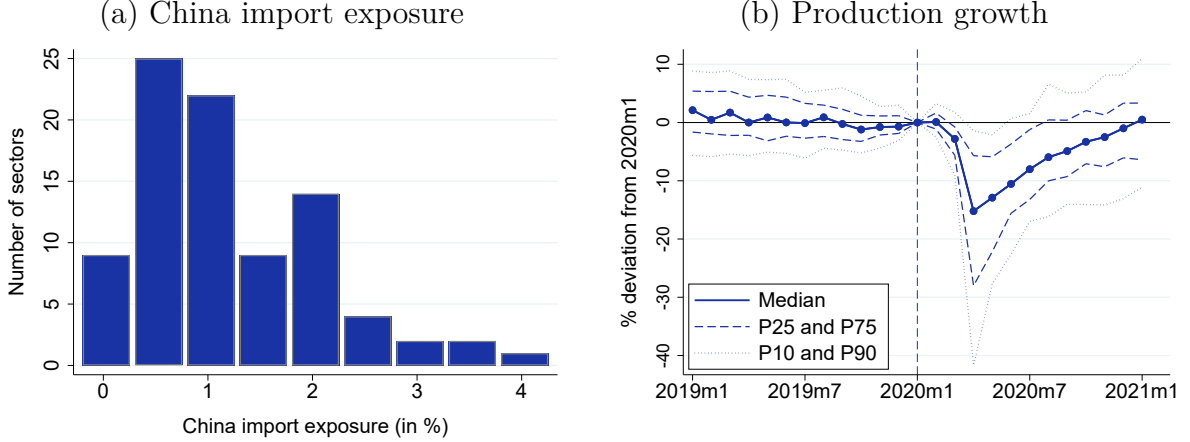 (a) China import exposure
25
20
15
10
5
0
Number of sectors
0 1 2 3 4
China import exposure (in %)
(b) Production growth
10
0
-10
-20
-30
-40
% deviation from 2020m1
Median
P25 and P75
P10 and P90
2019m1 2019m7 2020m1 2020m7 2021m1